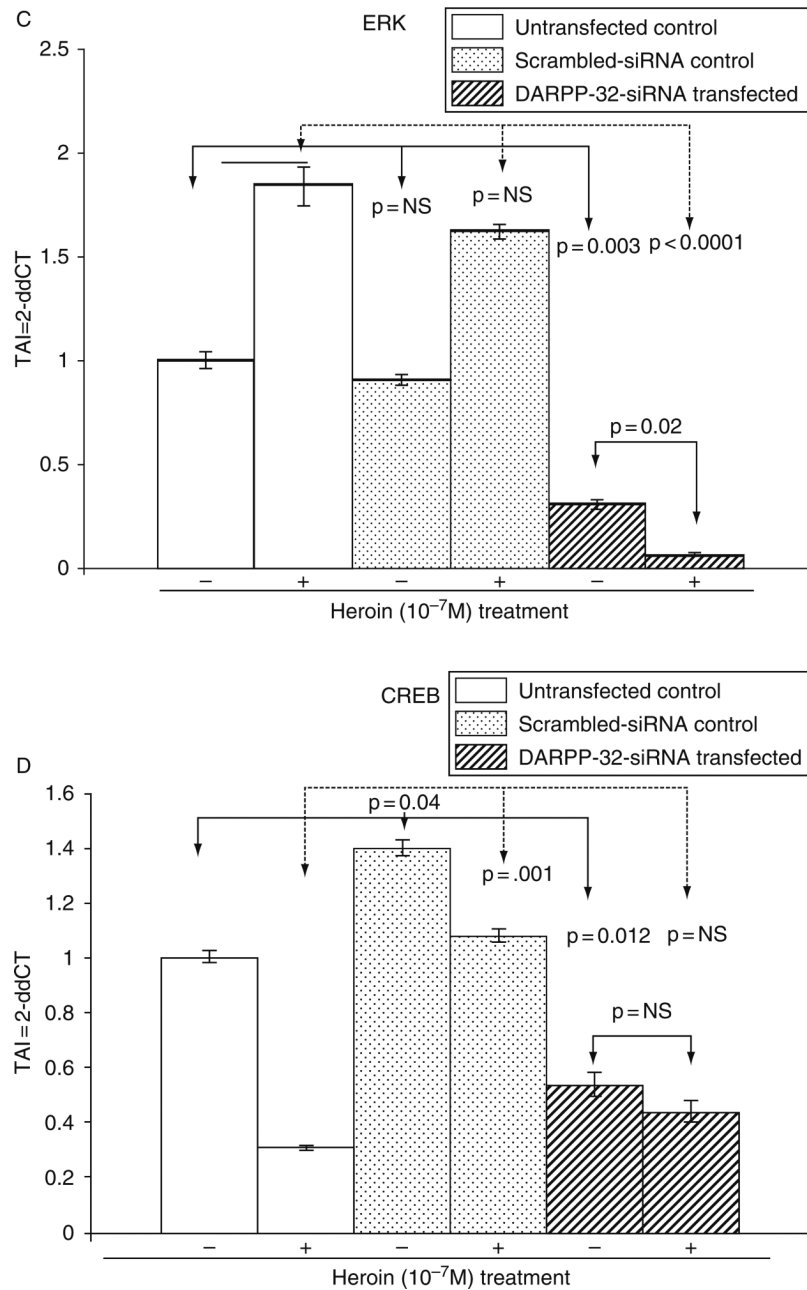 C
ERK
Untransfected control
Scrambled-siRNA control
DARPP-32-siRNA transfected
2.5
2
1.5
1
0.5
0
TAI=2-ddCT
p=NS
p=NS
p=0.003
p<0.0001
p=0.02
− + − + − +
Heroin (10⁻⁷M) treatment
CREB
Untransfected control
Scrambled-siRNA control
DARPP-32-siRNA transfected
D
1.6
1.4
1.2
1
0.8
0.6
0.4
0.2
0
TAI=2-ddCT
p=0.04
p=.001
p=0.012
p=NS
p=NS
− + − + − +
Heroin (10⁻⁷M) treatment